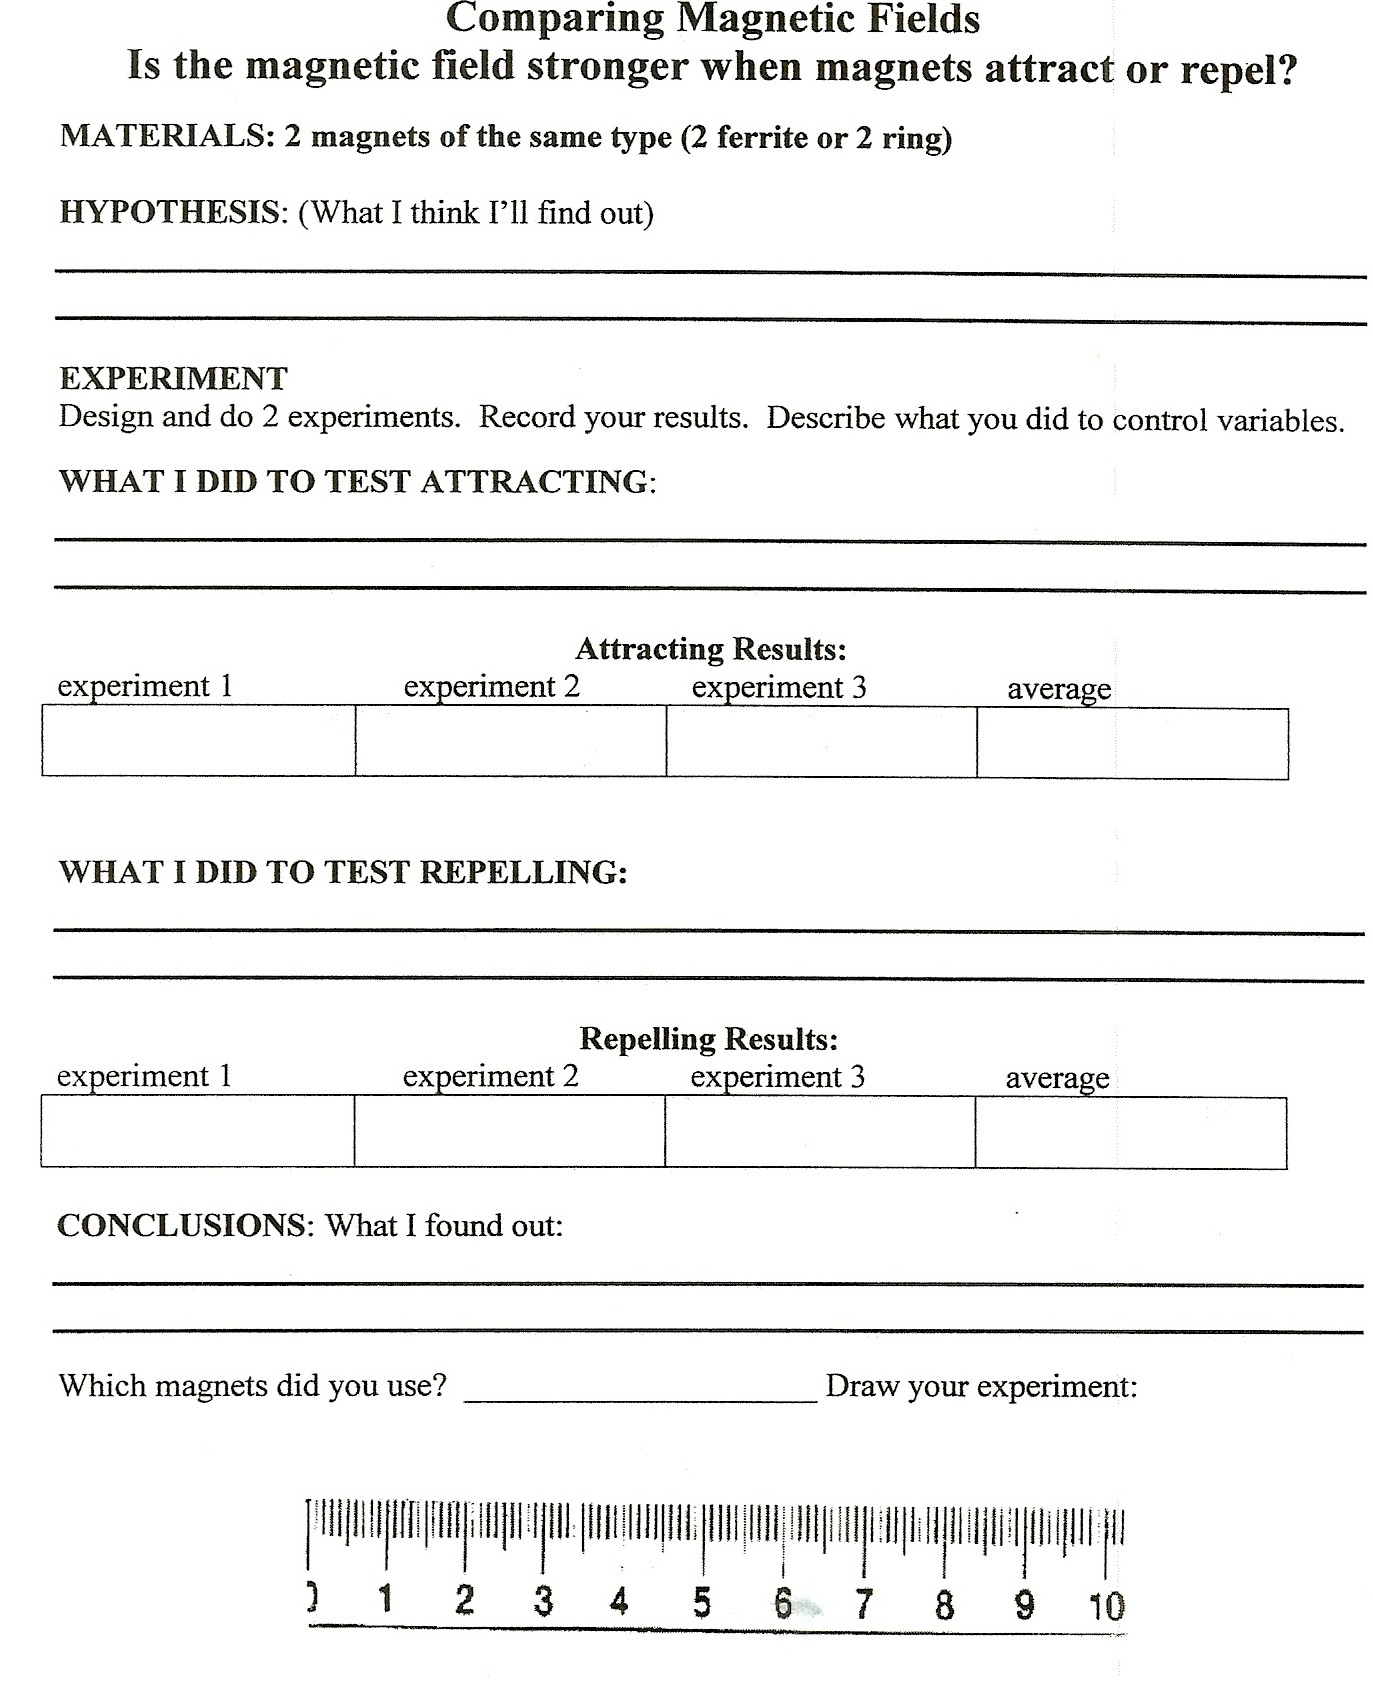 Comparing Magnetic Fields
Is the magnetic field stronger when magnets attract or repel?
MATERIALS: 2 magnets of the same type (2 ferrite or 2 ring)
HYPOTHESIS: (What I think I'll find out)
EXPERIMENT
Design and do 2 experiments. Record your results. Describe what you did to control variables.
WHAT I DID TO TEST ATTRACTING:
Attracting Results:
experiment 1 experiment 2 experiment 3 average
WHAT I DID TO TEST REPELLING:
Repelling Results:
experiment 1 experiment 2 experiment 3 average
CONCLUSIONS: What I found out:
Which magnets did you use? Draw your experiment:
1 2 3 4 5 6 7 8 9 10